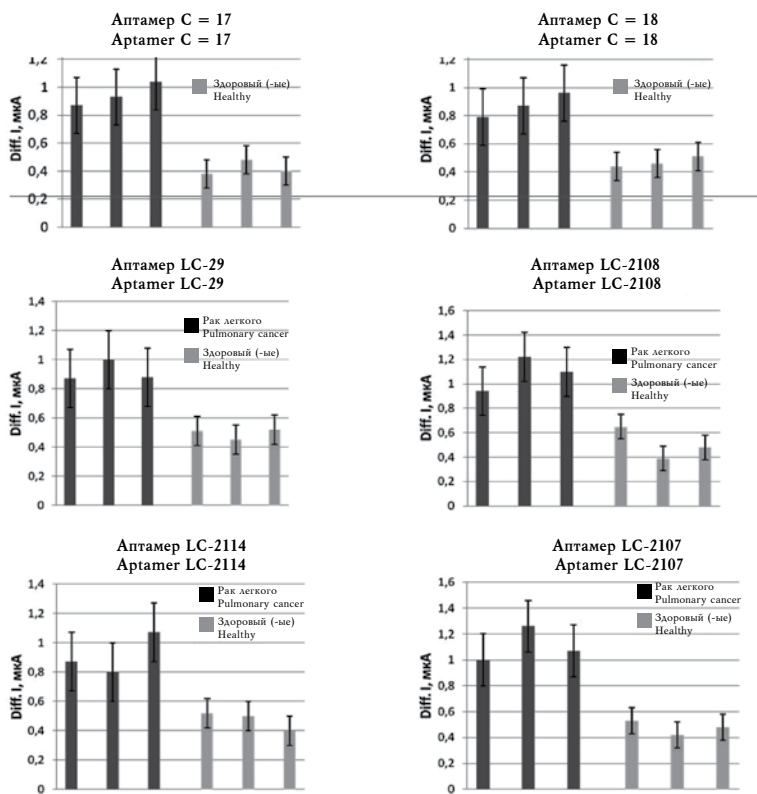 Аптамер C = 17
Aptamer C = 17
Diff. I, мкА
1,2
1
0,8
0,6
0,4
0,2
0
Здоровый (-ые)
Healthy
Аптамер C = 18
Aptamer C = 18
Diff. I, мкА
1,2
1
0,8
0,6
0,4
0,2
0
Здоровый (-ые)
Healthy
Аптамер LC-29
Aptamer LC-29
Diff. I, мкА
1,4
1,2
1
0,8
0,6
0,4
0,2
0
Рак легкого
Pulmonary cancer
Здоровый (-ые)
Healthy
Аптамер LC-2108
Aptamer LC-2108
Diff. I, мкА
1,6
1,4
1,2
1
0,8
0,6
0,4
0,2
0
Рак легкого
Pulmonary cancer
Здоровый (-ые)
Healthy
Аптамер LC-2114
Aptamer LC-2114
Diff. I, мкА
1,4
1,2
1
0,8
0,6
0,4
0,2
0
Рак легкого
Pulmonary cancer
Здоровый (-ые)
Healthy
Аптамер LC-2107
Aptamer LC-2107
Diff. I, мкА
1,6
1,4
1,2
1
0,8
0,6
0,4
0,2
0
Рак легкого
Pulmonary cancer
Здоровый (-ые)
Healthy